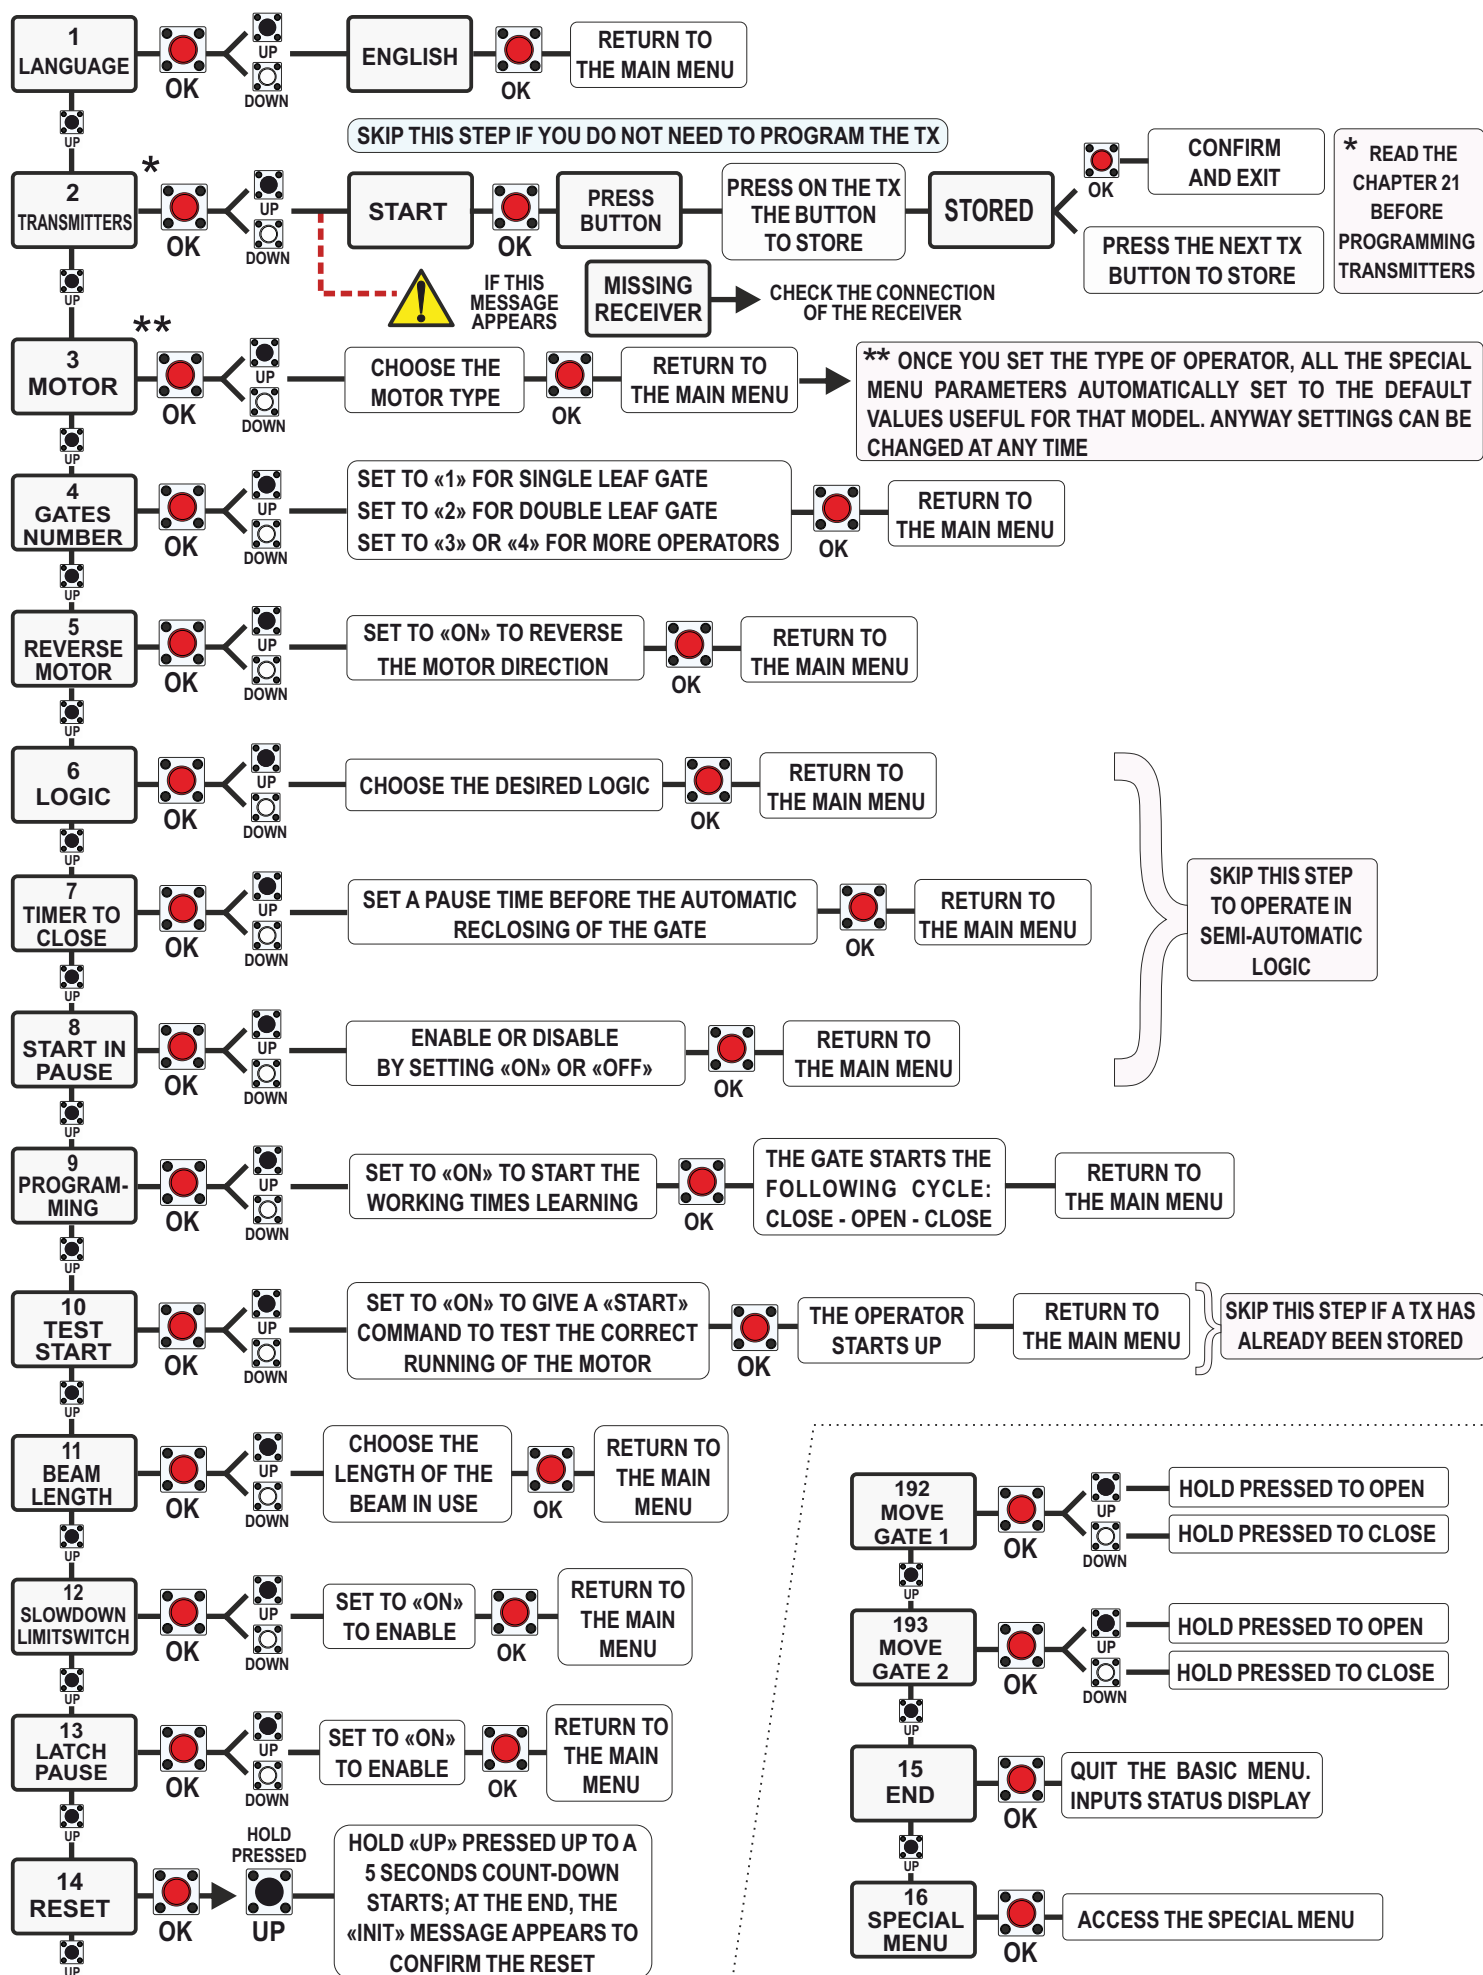 1
LANGUAGE
OK
UP
DOWN
ENGLISH
OK
RETURN TO
THE MAIN MENU
UP
SKIP THIS STEP IF YOU DO NOT NEED TO PROGRAM THE TX
2
TRANSMITTERS
*
OK
UP
DOWN
START
OK
PRESS
BUTTON
PRESS ON THE TX
THE BUTTON
TO STORE
STORED
OK
CONFIRM
AND EXIT
PRESS THE NEXT TX
BUTTON TO STORE
* READ THE
CHAPTER 21
BEFORE
PROGRAMMING
TRANSMITTERS
!
IF THIS
MESSAGE
APPEARS
MISSING
RECEIVER
CHECK THE CONNECTION
OF THE RECEIVER
UP
3
MOTOR
**
OK
UP
DOWN
CHOOSE THE
MOTOR TYPE
OK
RETURN TO
THE MAIN MENU
** ONCE YOU SET THE TYPE OF OPERATOR, ALL THE SPECIAL
MENU PARAMETERS AUTOMATICALLY SET TO THE DEFAULT
VALUES USEFUL FOR THAT MODEL. ANYWAY SETTINGS CAN BE
CHANGED AT ANY TIME
UP
4
GATES
NUMBER
OK
UP
DOWN
SET TO «1» FOR SINGLE LEAF GATE
SET TO «2» FOR DOUBLE LEAF GATE
SET TO «3» OR «4» FOR MORE OPERATORS
OK
RETURN TO
THE MAIN MENU
UP
5
REVERSE
MOTOR
OK
UP
DOWN
SET TO «ON» TO REVERSE
THE MOTOR DIRECTION
OK
RETURN TO
THE MAIN MENU
UP
6
LOGIC
OK
UP
DOWN
CHOOSE THE DESIRED LOGIC
OK
RETURN TO
THE MAIN MENU
UP
7
TIMER TO
CLOSE
OK
UP
DOWN
SET A PAUSE TIME BEFORE THE AUTOMATIC
RECLOSING OF THE GATE
OK
RETURN TO
THE MAIN MENU
SKIP THIS STEP
TO OPERATE IN
SEMI-AUTOMATIC
LOGIC
UP
8
START IN
PAUSE
OK
UP
DOWN
ENABLE OR DISABLE
BY SETTING «ON» OR «OFF»
OK
RETURN TO
THE MAIN MENU
UP
9
PROGRAM-
MING
OK
UP
DOWN
SET TO «ON» TO START THE
WORKING TIMES LEARNING
OK
THE GATE STARTS THE
FOLLOWING CYCLE:
CLOSE - OPEN - CLOSE
RETURN TO
THE MAIN MENU
UP
10
TEST
START
OK
UP
DOWN
SET TO «ON» TO GIVE A «START»
COMMAND TO TEST THE CORRECT
RUNNING OF THE MOTOR
OK
THE OPERATOR
STARTS UP
RETURN TO
THE MAIN MENU
SKIP THIS STEP IF A TX HAS
ALREADY BEEN STORED
UP
11
BEAM
LENGTH
OK
UP
DOWN
CHOOSE THE
LENGTH OF THE
BEAM IN USE
OK
RETURN TO
THE MAIN
MENU
UP
12
SLOWDOWN
LIMITSWITCH
OK
UP
DOWN
SET TO «ON»
TO ENABLE
OK
RETURN TO
THE MAIN
MENU
UP
13
LATCH
PAUSE
OK
UP
DOWN
SET TO «ON»
TO ENABLE
OK
RETURN TO
THE MAIN
MENU
UP
14
RESET
OK
HOLD
PRESSED
UP
HOLD «UP» PRESSED UP TO A
5 SECONDS COUNT-DOWN
STARTS; AT THE END, THE
«INIT» MESSAGE APPEARS TO
CONFIRM THE RESET
UP
192
MOVE
GATE 1
OK
UP
DOWN
HOLD PRESSED TO OPEN
HOLD PRESSED TO CLOSE
UP
193
MOVE
GATE 2
OK
UP
DOWN
HOLD PRESSED TO OPEN
HOLD PRESSED TO CLOSE
UP
15
END
OK
QUIT THE BASIC MENU.
INPUTS STATUS DISPLAY
UP
16
SPECIAL
MENU
OK
ACCESS THE SPECIAL MENU